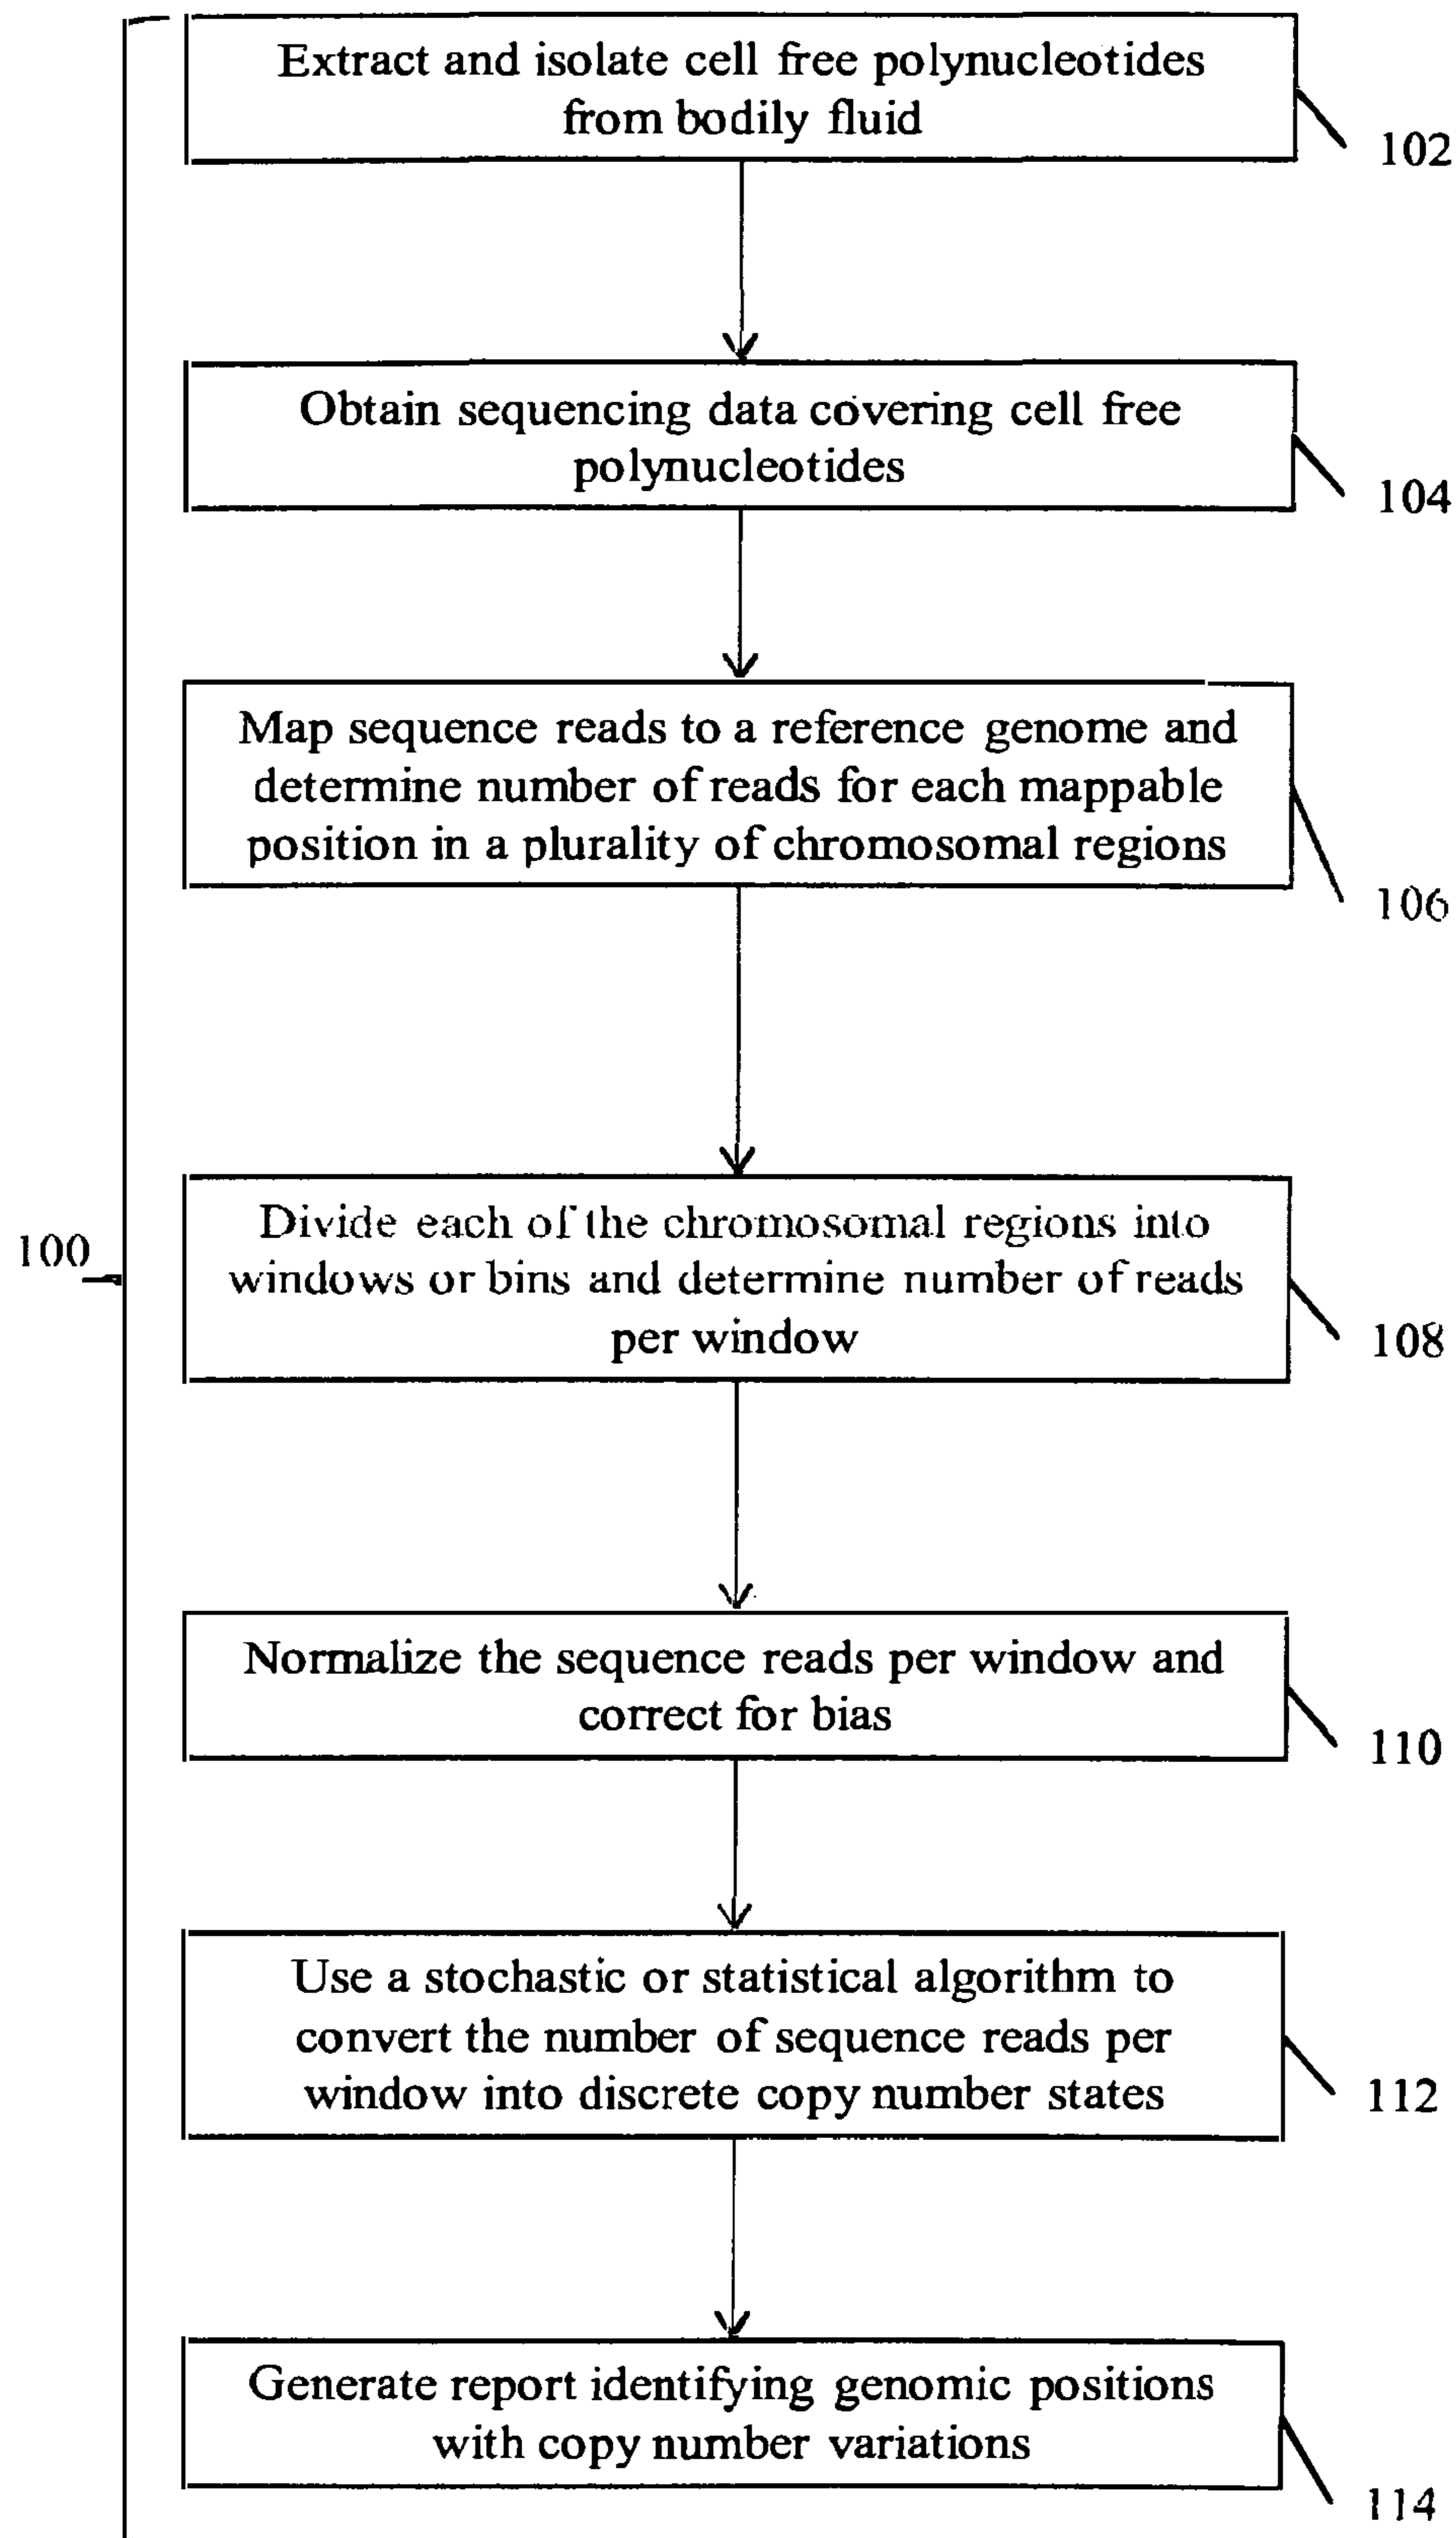 Extract and isolate cell free polynucleotides
from bodily fluid
102
Obtain sequencing data covering cell free
polynucleotides
104
Map sequence reads to a reference genome and
determine number of reads for each mappable
position in a plurality of chromosomal regions
106
100
Divide each of the chromosomal regions into
windows or bins and determine number of reads
per window
108
Normalize the sequence reads per window and
correct for bias
110
Use a stochastic or statistical algorithm to
convert the number of sequence reads per
window into discrete copy number states
112
Generate report identifying genomic positions
with copy number variations
114